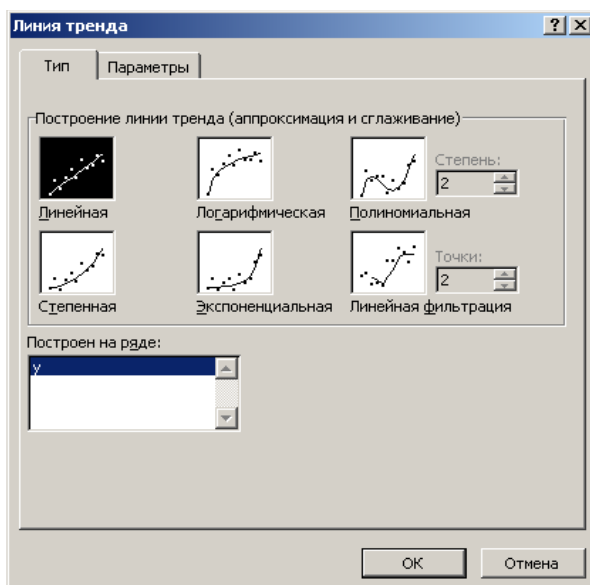 Линия тренда
Тип Параметры
Построение линии тренда (аппроксимация и сглаживание)
Степень:
2
Линейная Логарифмическая Полиномиальная
Точки:
2
Степенная Экспоненциальная Линейная фильтрация
Построен на ряде:
y
ОК Отмена